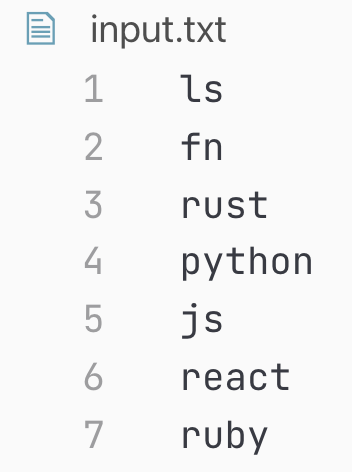 input.txt
1 ls
2 fn
3 rust
4 python
5 js
6 react
7 ruby